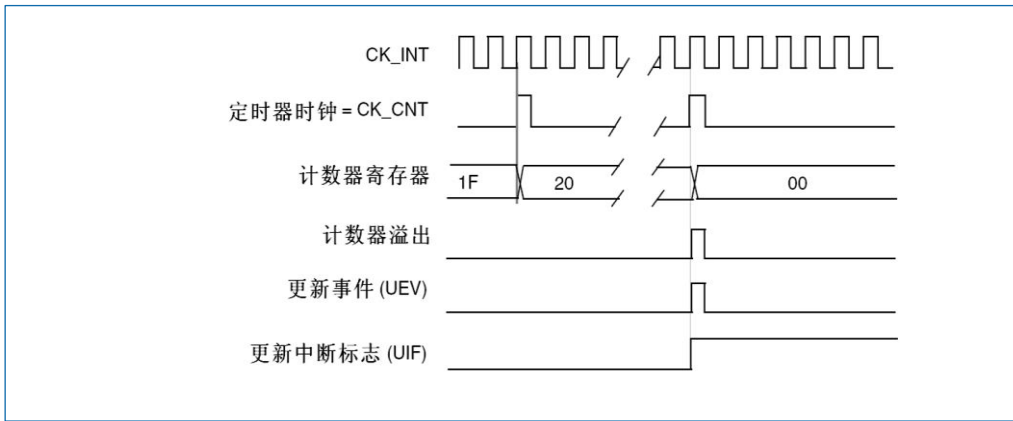 CK_INT
定时器时钟 = CK_CNT
计数器寄存器 1F 20 00
计数器溢出
更新事件 (UEV)
更新中断标志 (UIF)